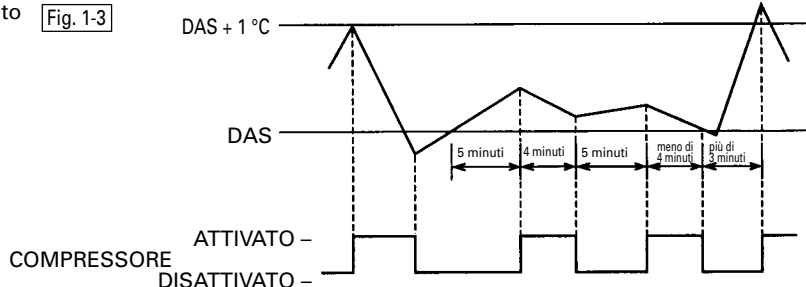 to Fig. 1-3
DAS + 1 °C
DAS
5 minuti
4 minuti
5 minuti
meno di
4 minuti
più di
3 minuti
ATTIVATO –
COMPRESSORE
DISATTIVATO –